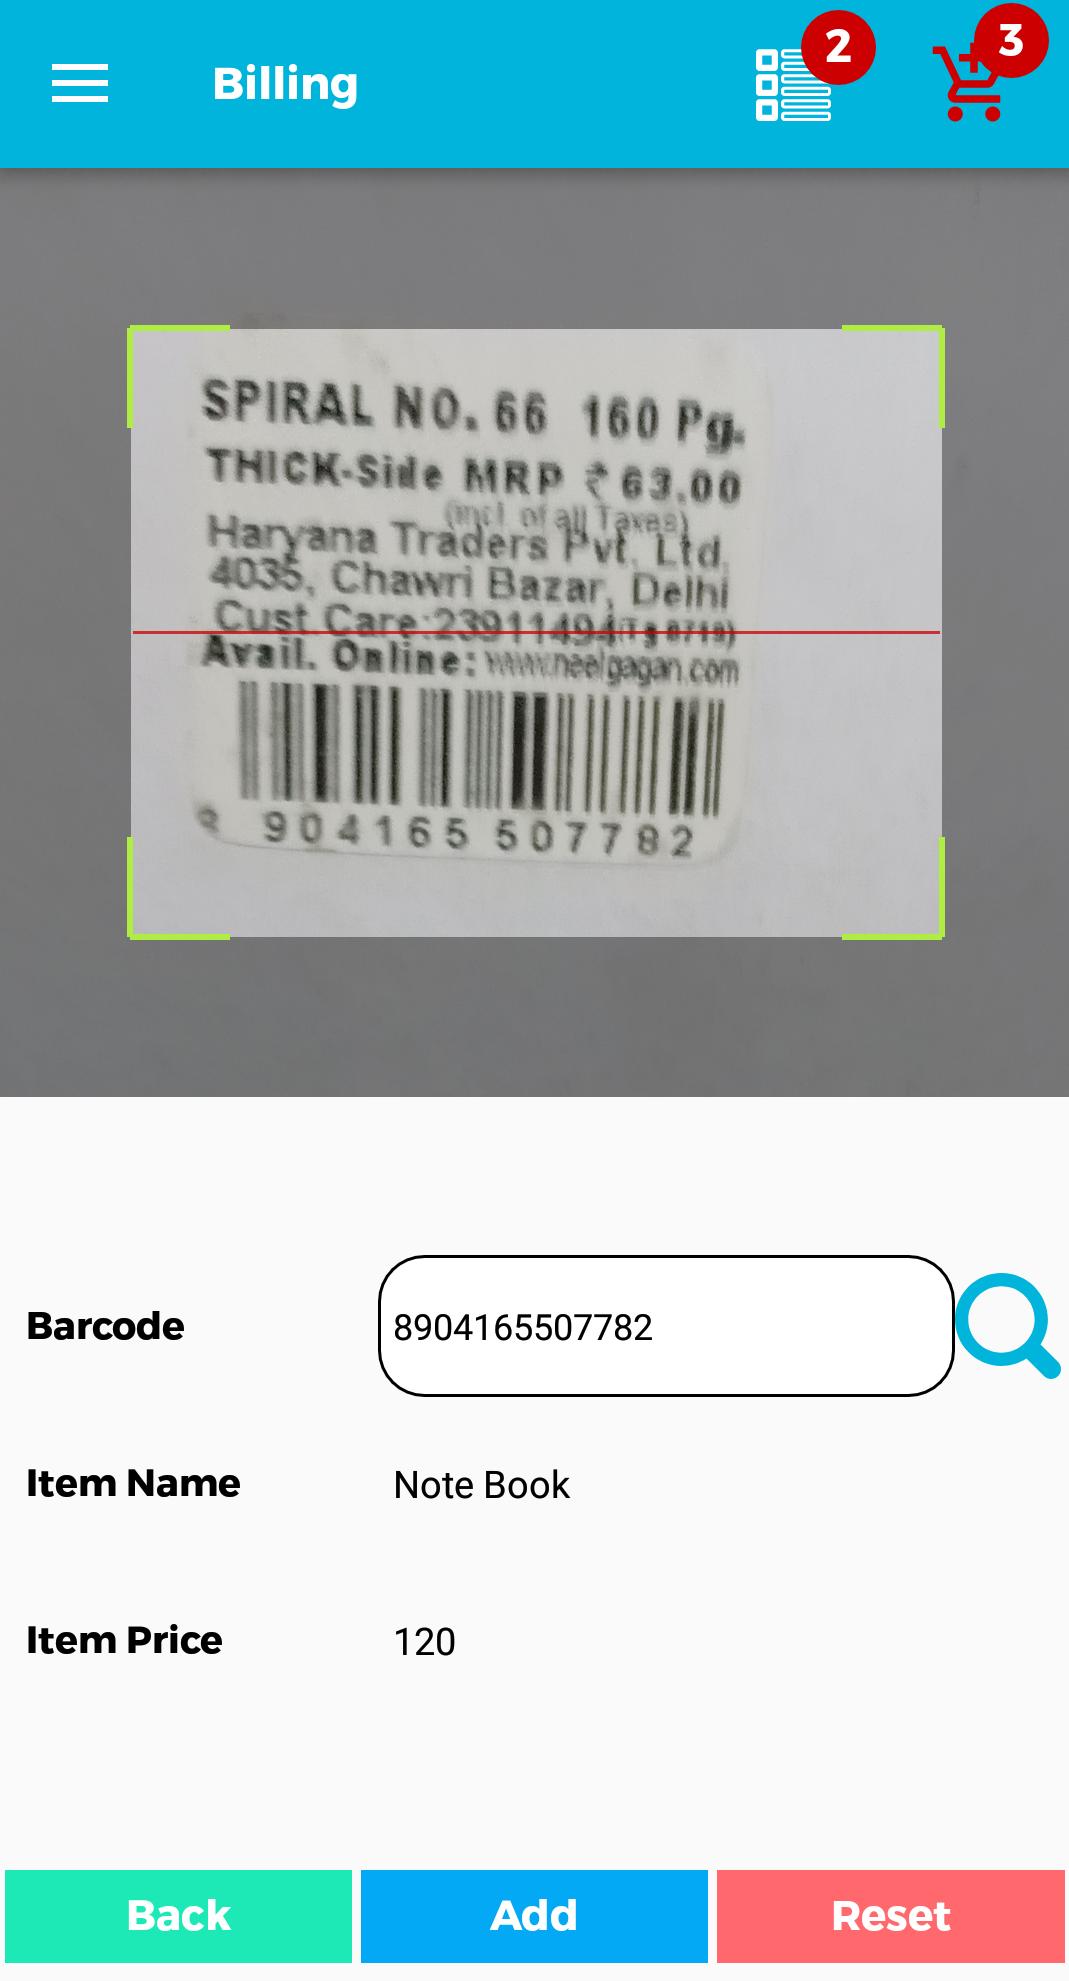 Billing
2
3
SPIRAL NO. 66 160 Pg.
THICK-Side MRP ₹ 63.00
(incl. of all Taxes)
Haryana Traders Pvt. Ltd.
4035, Chawri Bazar, Delhi
Cust. Care:23911494
Avail. Online: www.neelgagan.com
8 904165 507782
Barcode
8904165507782
Item Name
Note Book
Item Price
120
Back
Add
Reset